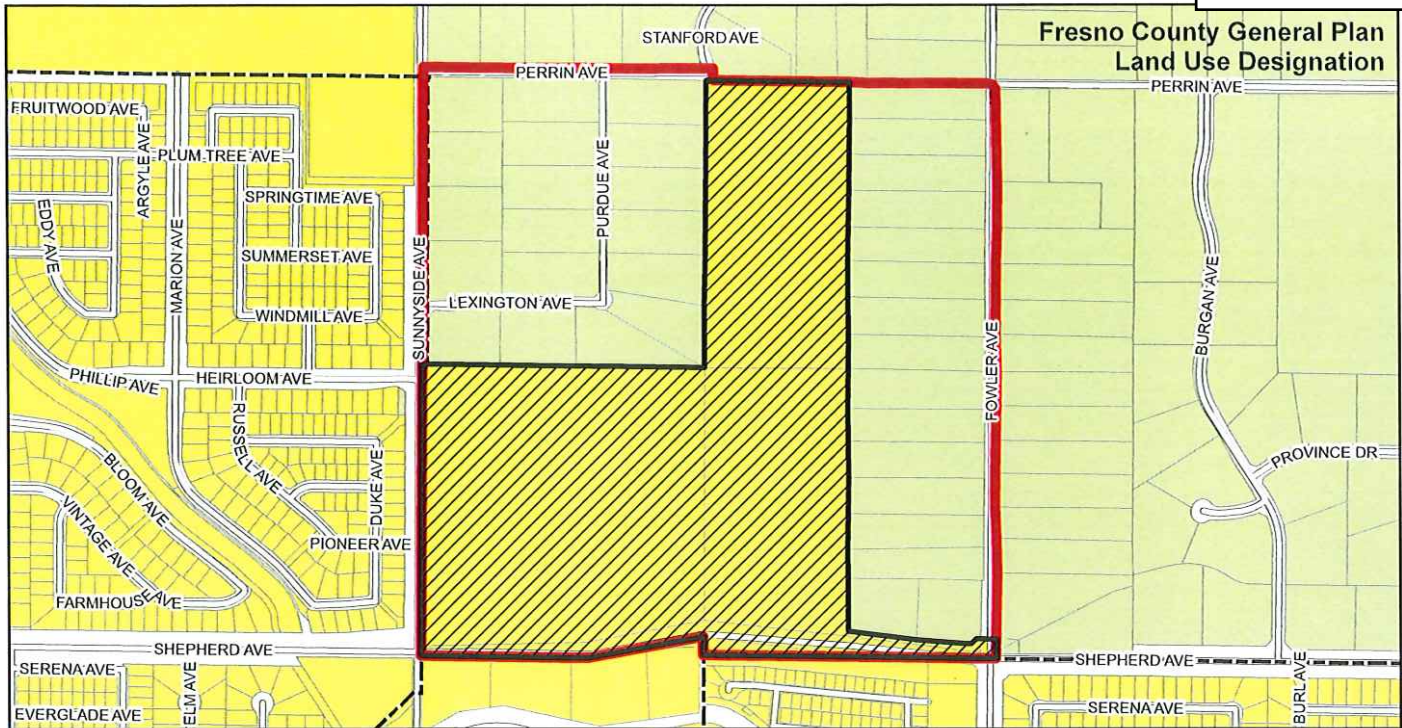 Fresno County General Plan
Land Use Designation
STANFORD AVE
PERRIN AVE
PERRIN AVE
FRUITWOOD AVE
ARGYLE AVE
PLUM TREE AVE
SPRINGTIME AVE
EDDY AVE
MARION AVE
SUMMERSET AVE
SUNNYSIDE AVE
PURDUE AVE
BURGAN AVE
LEXINGTON AVE
WINDMILL AVE
FOWLER AVE
PHILLIP AVE
HEIRLOOM AVE
RUSSELL AVE
DUKE AVE
BLOOM AVE
PROVINCE DR
VINTAGE AVE
PIONEER AVE
FARMHOUSE AVE
SHEPHERD AVE
SHEPHERD AVE
SERENA AVE
ELM AVE
EVERGLADE AVE
SERENA AVE
BURL AVE